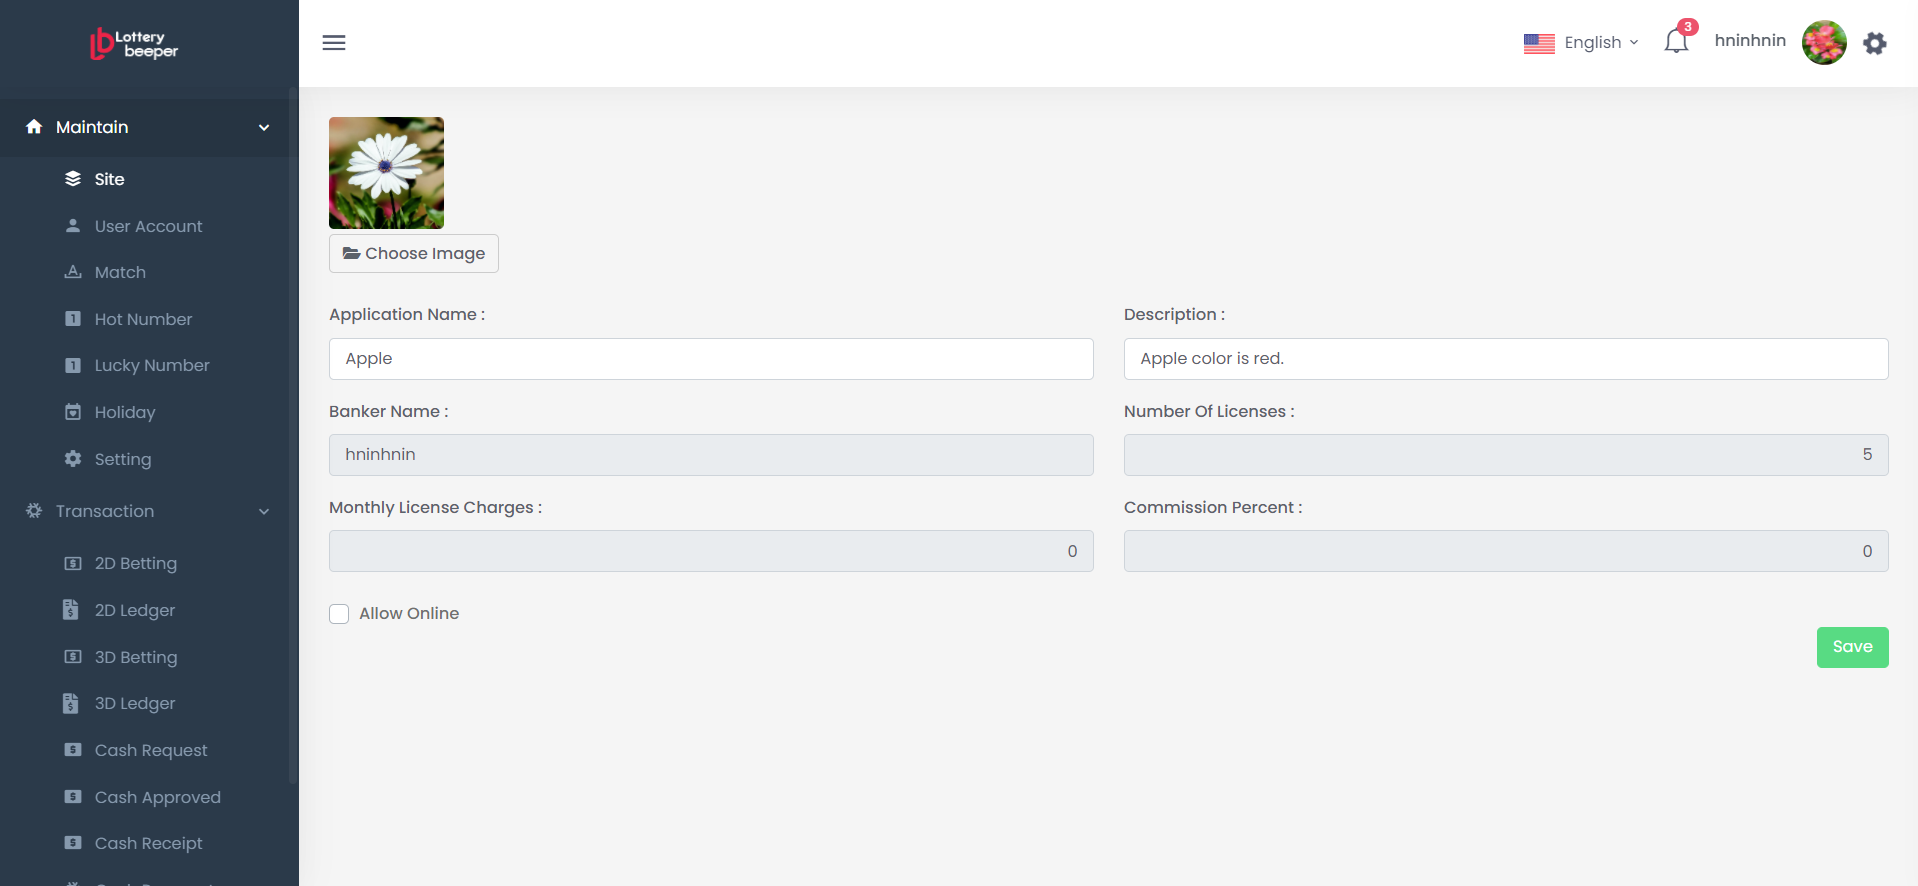 Lottery
beeper
English
3
hninhnin
Maintain
Site
User Account
Match
Hot Number
Lucky Number
Holiday
Setting
Transaction
2D Betting
2D Ledger
3D Betting
3D Ledger
Cash Request
Cash Approved
Cash Receipt
Choose Image
Application Name :
Apple
Description :
Apple color is red.
Banker Name :
hninhnin
Number Of Licenses :
5
Monthly License Charges :
0
Commission Percent :
0
Allow Online
Save